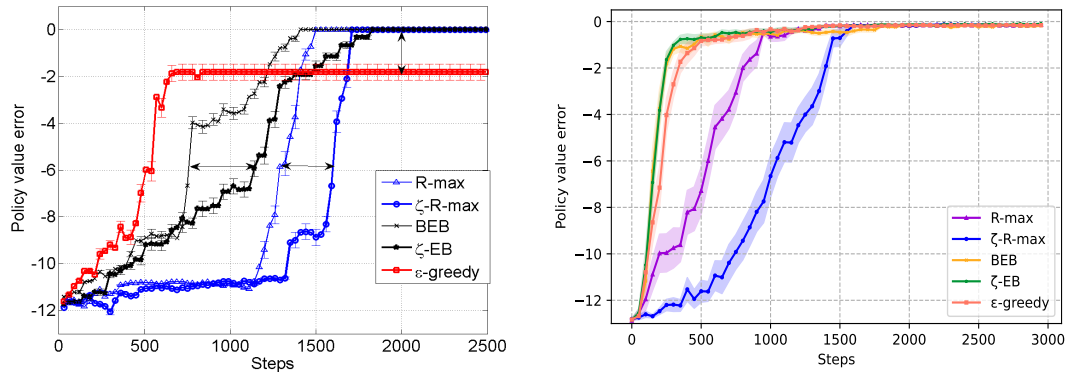 0
-2
-4
-6
-8
-10
-12
Policy value error
0
500
1000
1500
2000
2500
Steps
R-max
ζ-R-max
BEB
ζ-EB
ε-greedy
0
−2
−4
−6
−8
−10
−12
Policy value error
0
500
1000
1500
2000
2500
3000
Steps
R-max
ζ-R-max
BEB
ζ-EB
ε-greedy